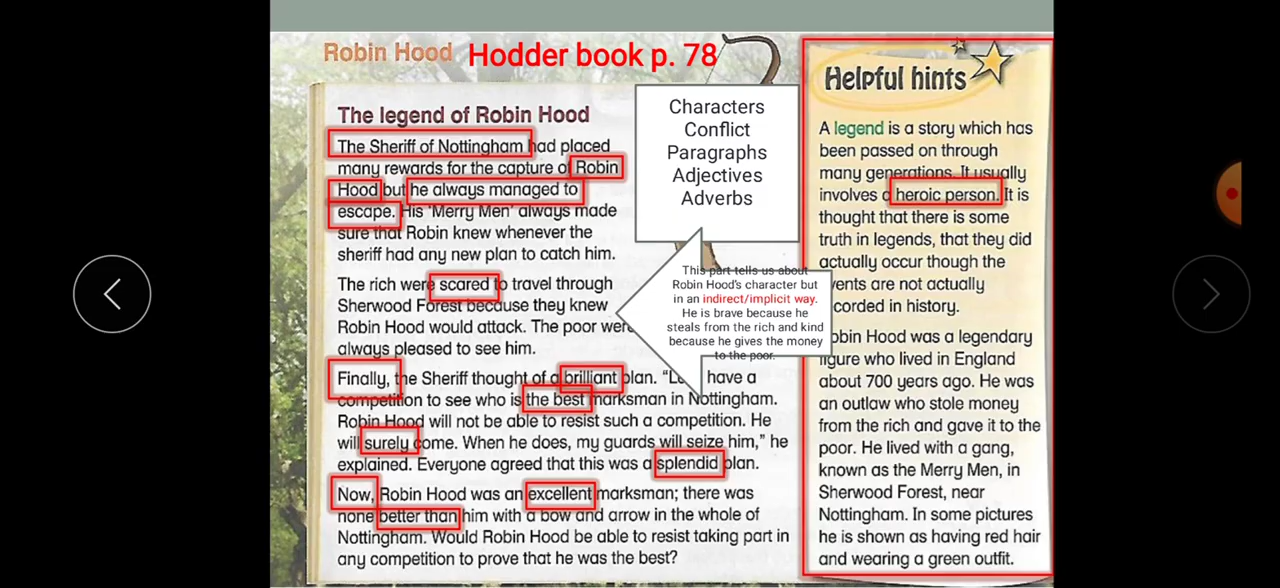 Robin Hood Hodder book p. 78
The legend of Robin Hood
The Sheriff of Nottingham had placed
many rewards for the capture of Robin
Hood but he always managed to
escape. His 'Merry Men' always made
sure that Robin knew whenever the
sheriff had any new plan to catch him.
The rich were scared to travel through
Sherwood Forest because they knew
Robin Hood would attack. The poor were
always pleased to see him.
Finally, the Sheriff thought of a brilliant plan. "Let have a
competition to see who is the best marksman in Nottingham.
Robin Hood will not be able to resist such a competition. He
will surely come. When he does, my guards will seize him," he
explained. Everyone agreed that this was a splendid plan.
Now, Robin Hood was an excellent marksman; there was
none better than him with a bow and arrow in the whole of
Nottingham. Would Robin Hood be able to resist taking part in
any competition to prove that he was the best?
Characters
Conflict
Paragraphs
Adjectives
Adverbs
This part tells us about
Robin Hood's character but
in an indirect/implicit way.
He is brave because he
steals from the rich and kind
because he gives the money
to the poor.
Helpful hints
A legend is a story which has
been passed on through
many generations. It usually
involves a heroic person. It is
thought that there is some
truth in legends, that they did
actually occur though the
events are not actually
recorded in history.
Robin Hood was a legendary
figure who lived in England
about 700 years ago. He was
an outlaw who stole money
from the rich and gave it to the
poor. He lived with a gang,
known as the Merry Men, in
Sherwood Forest, near
Nottingham. In some pictures
he is shown as having red hair
and wearing a green outfit.